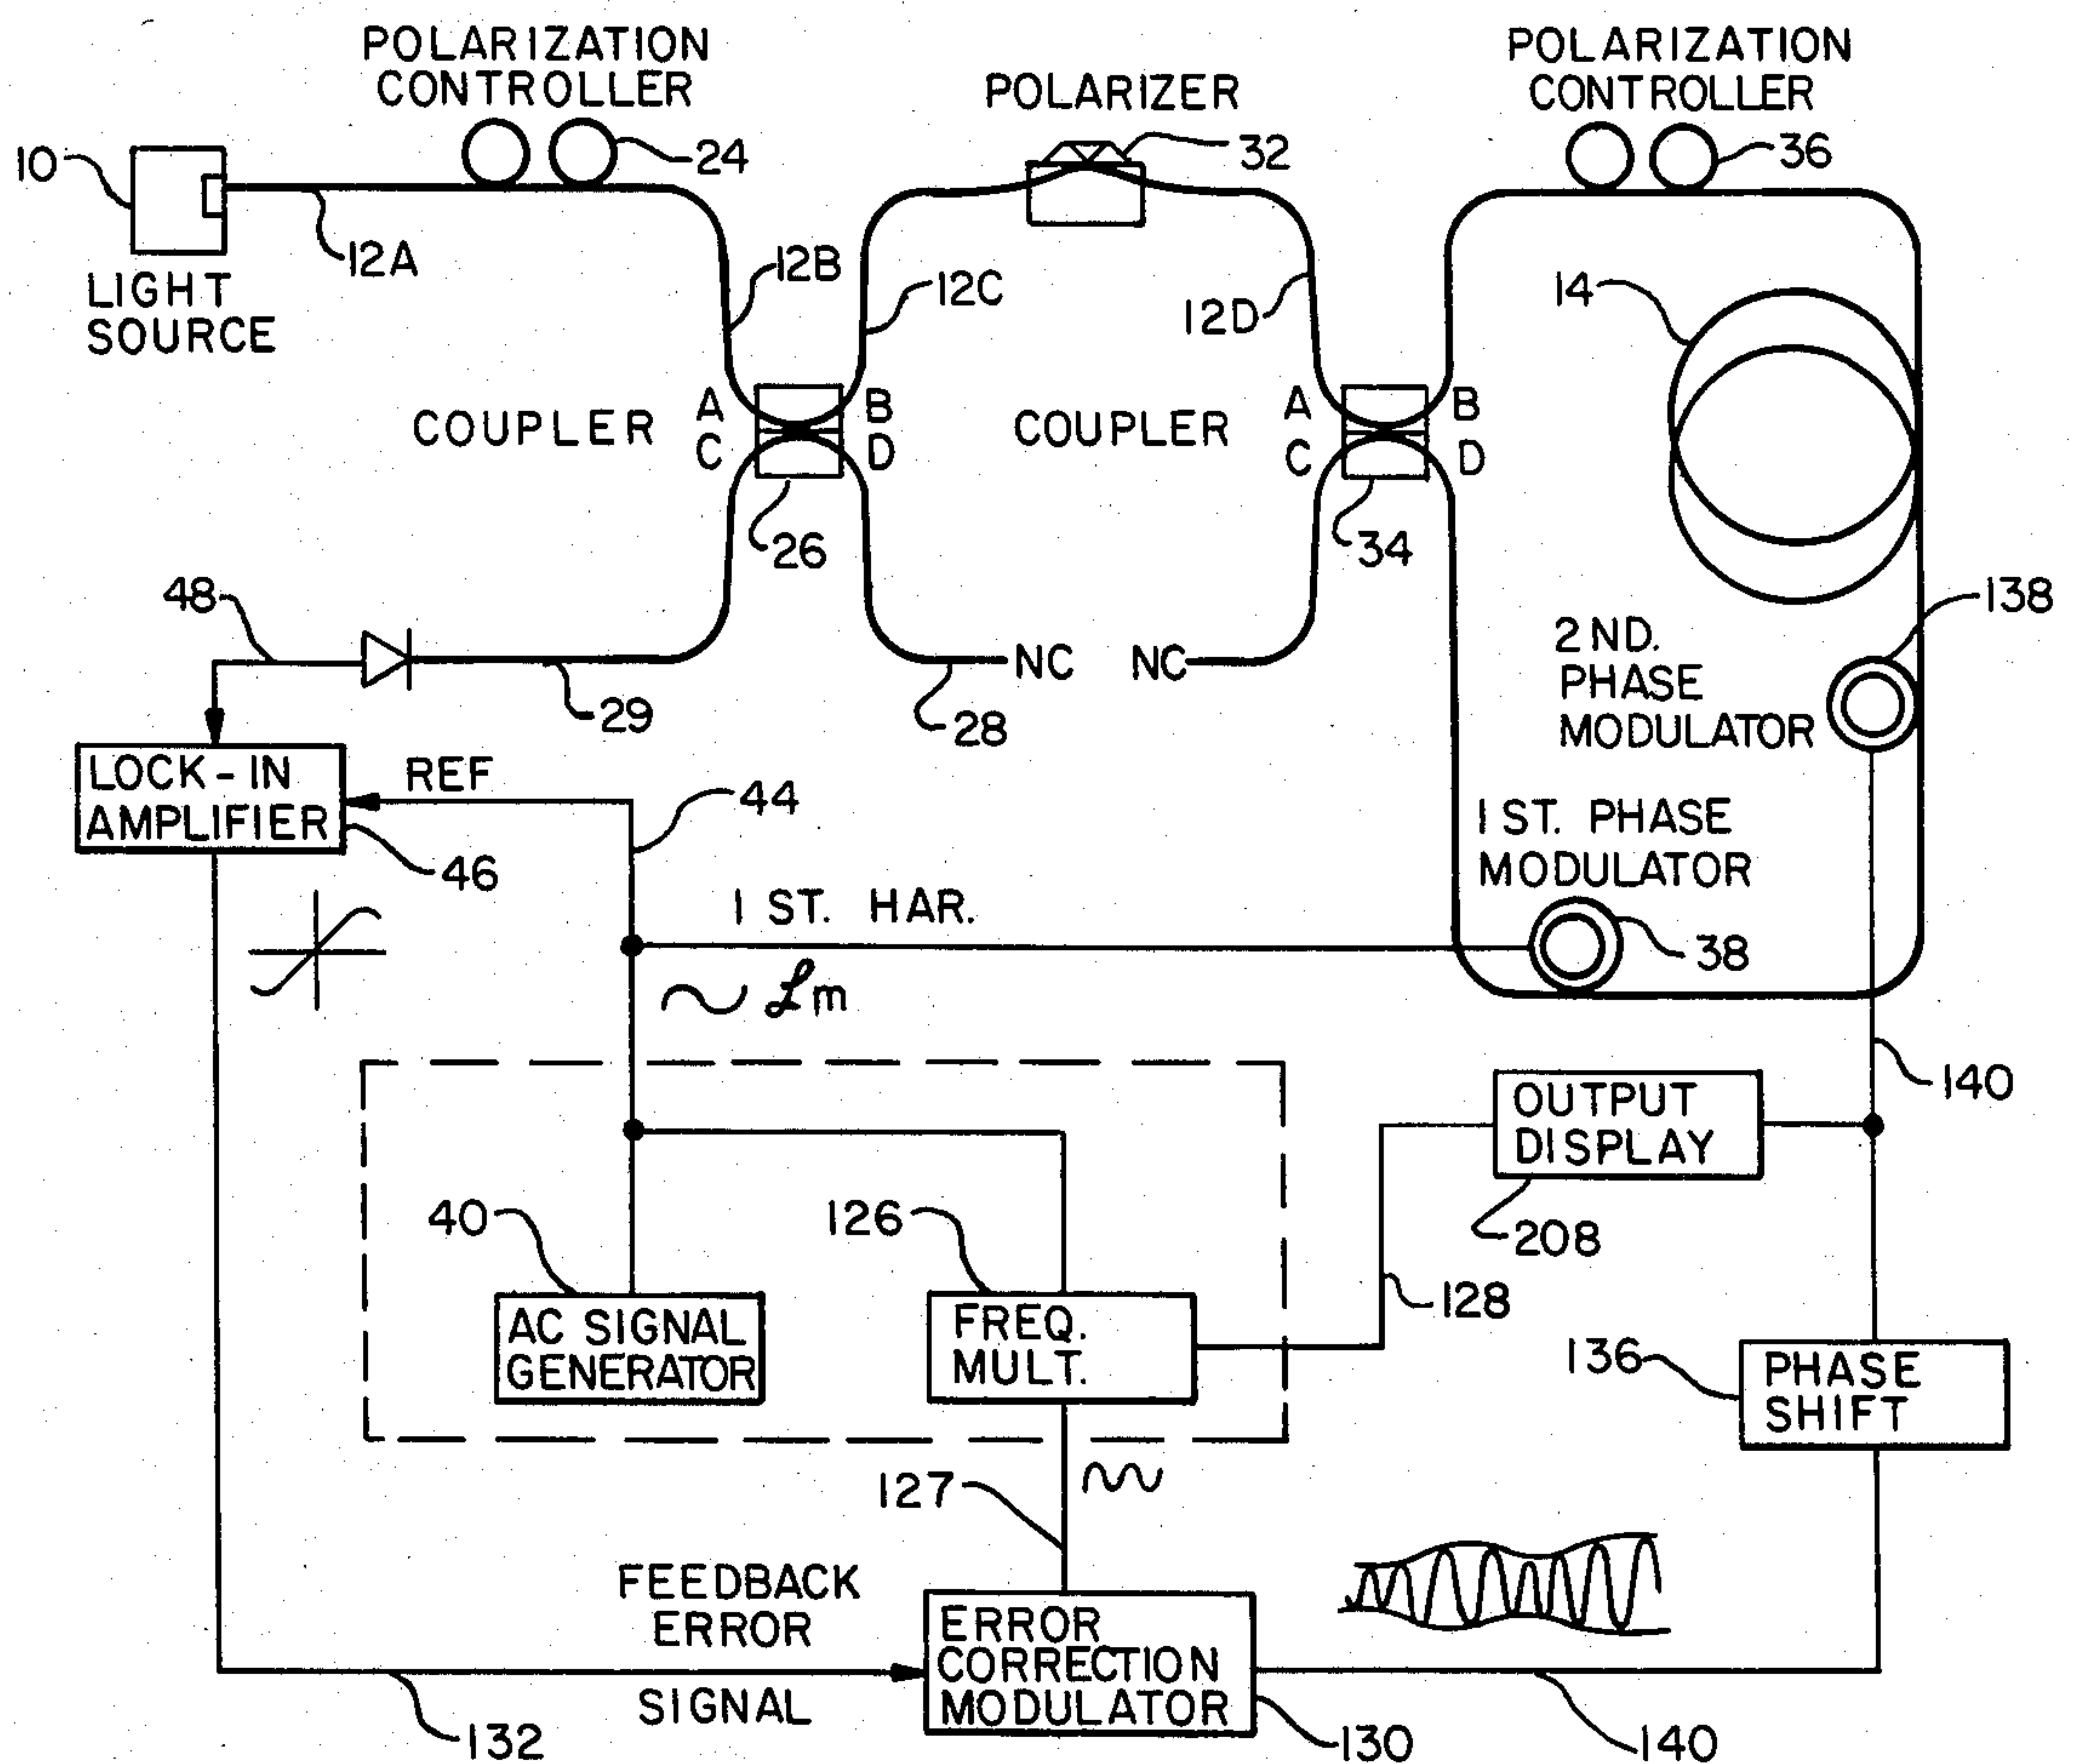 POLARIZATION
CONTROLLER
POLARIZER
POLARIZATION
CONTROLLER
10
24
32
36
12A
12B
12C
12D
14
LIGHT
SOURCE
COUPLER
A
B
C
D
COUPLER
A
B
C
D
26
34
48
138
2ND.
PHASE
MODULATOR
NC
NC
29
28
LOCK-IN
AMPLIFIER
REF
44
1ST. PHASE
MODULATOR
46
1 ST. HAR.
38
ℒm
140
OUTPUT
DISPLAY
40
126
208
128
AC SIGNAL
GENERATOR
FREQ.
MULT.
136
PHASE
SHIFT
127
FEEDBACK
ERROR
SIGNAL
ERROR
CORRECTION
MODULATOR
132
130
140